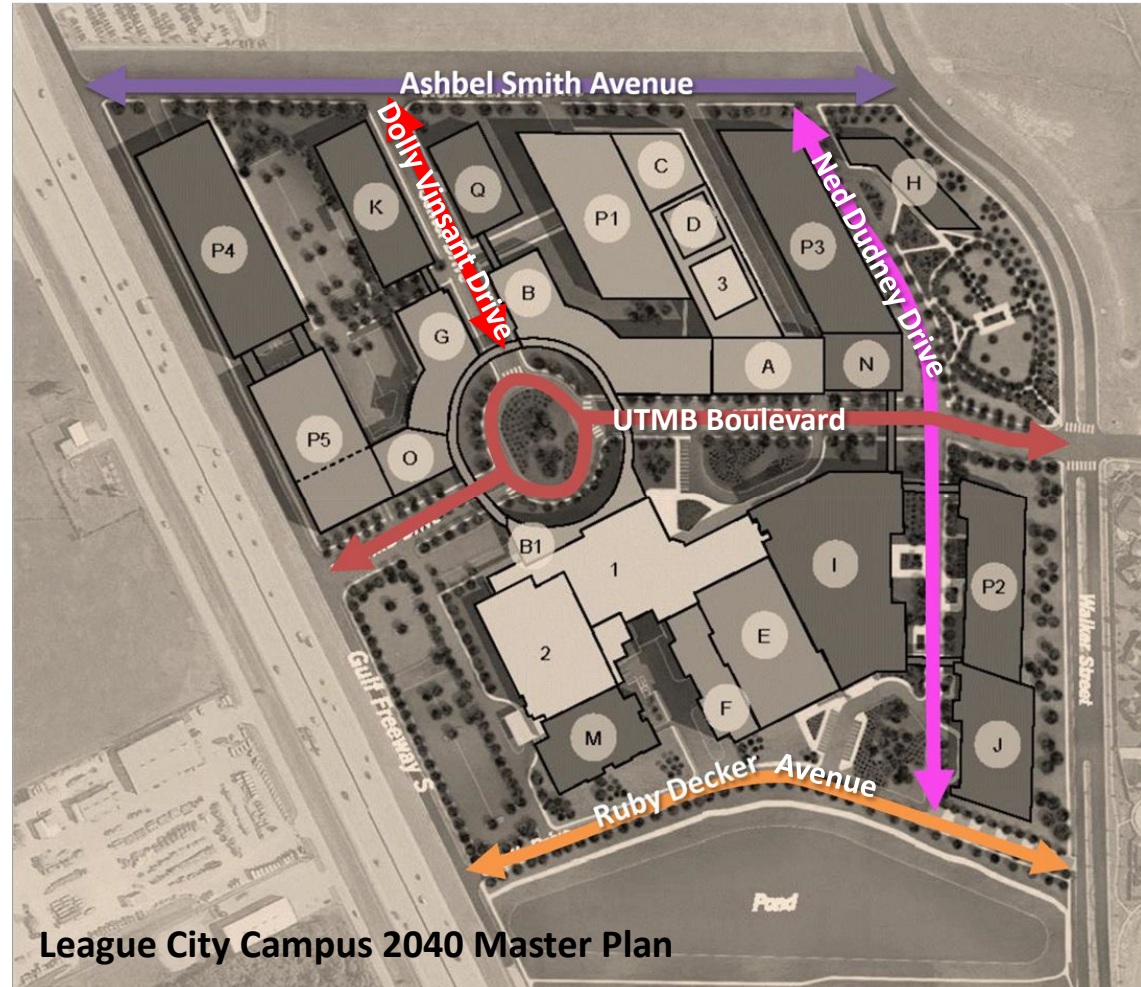 Ashbel Smith Avenue
Dolly Vinsant Drive
Ned Dudney Drive
H
C
Q
K
D
P1
P3
P4
3
B
G
A
N
UTMB Boulevard
P5
O
B1
1
I
P2
E
2
F
M
J
Walker Street
Gulf Freeway S
Ruby Decker Avenue
Pond
League City Campus 2040 Master Plan